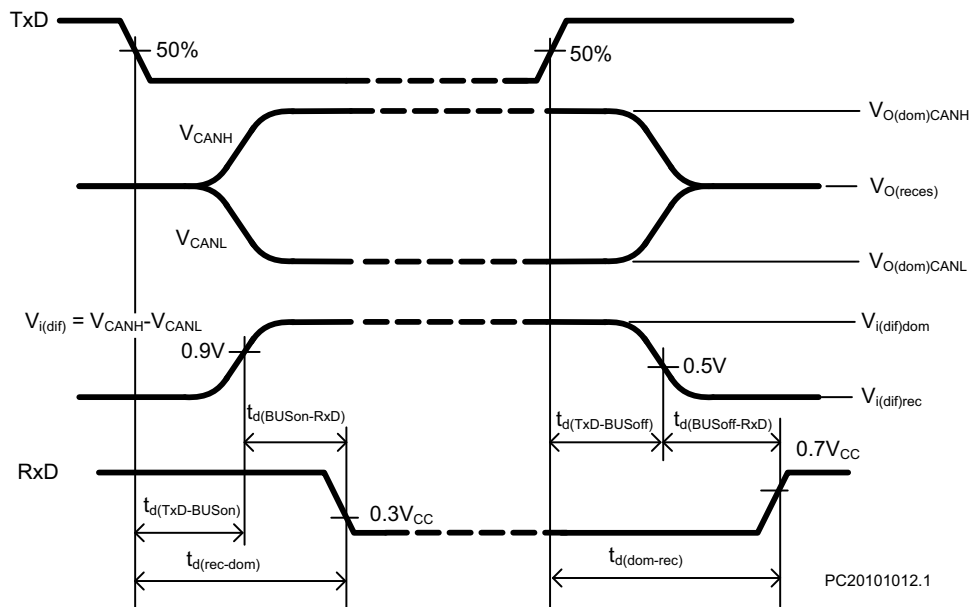 TxD
50%
50%
VCANH
VO(dom)CANH
VO(reces)
VCANL
VO(dom)CANL
Vi(dif) = VCANH-VCANL
Vi(dif)dom
0.9V
0.5V
Vi(dif)rec
td(BUSon-RxD)
td(TxD-BUSoff)
td(BUSoff-RxD)
0.7VCC
RxD
td(TxD-BUSon)
0.3VCC
td(rec-dom)
td(dom-rec)
PC20101012.1